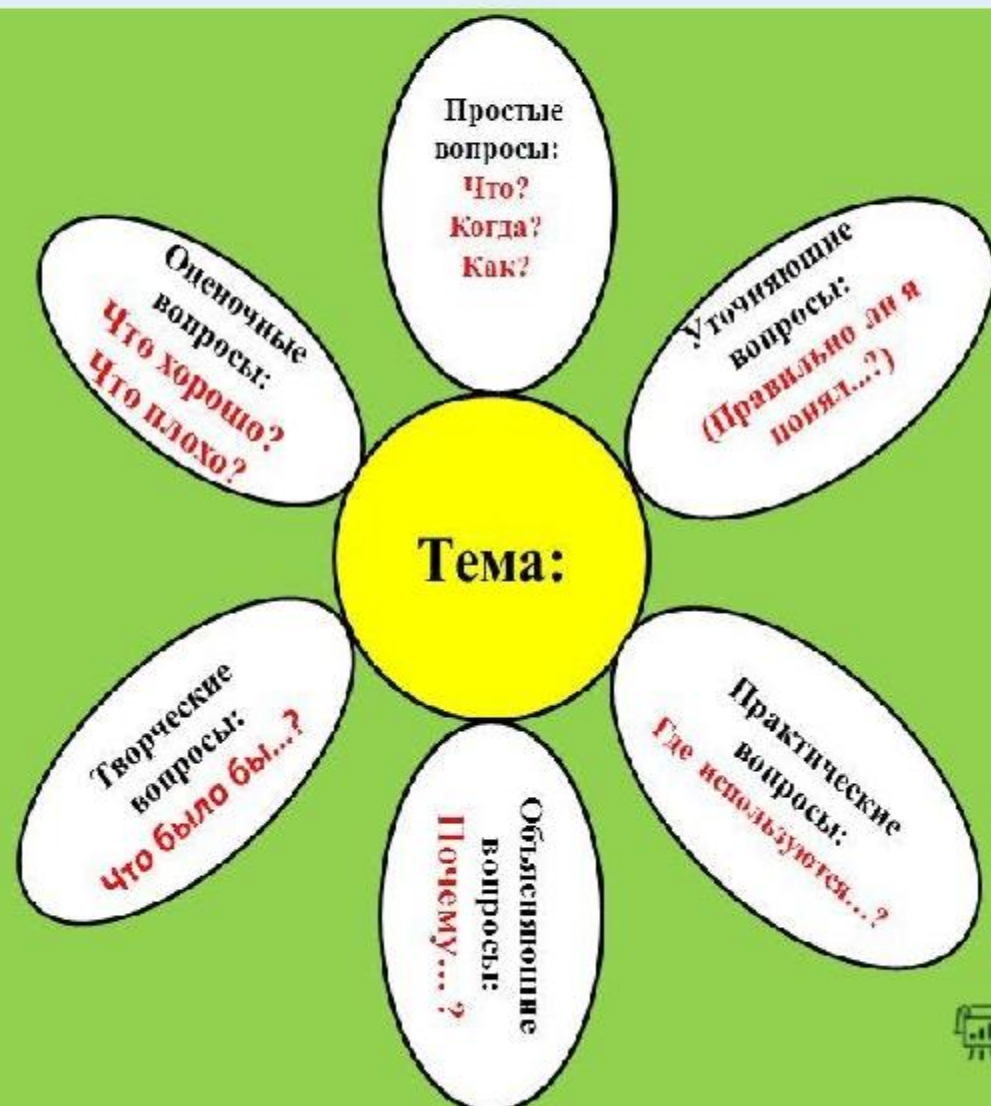 Простые
вопросы:
Что?
Когда?
Как?
Уточняющие
вопросы:
(Правильно ли я
понял...?)
Практические
вопросы:
Где используются...?
Объясняющие
вопросы:
Почему... ?
Творческие
вопросы:
Что было бы...?
Оценочные
вопросы:
Что хорошо?
Что плохо?
Тема: